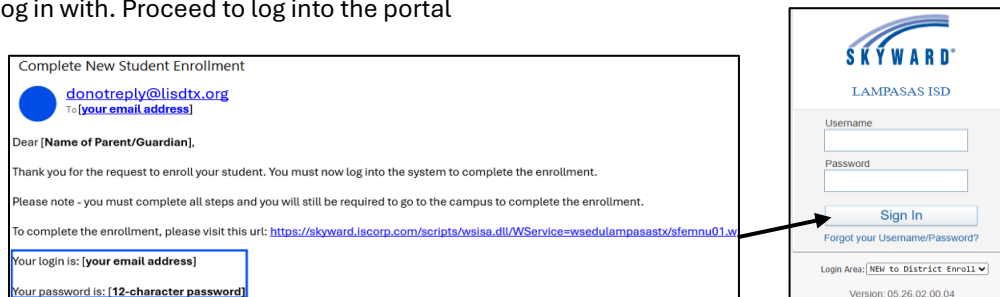 og in with. Proceed to log into the portal
Complete New Student Enrollment
donotreply@lisdtx.org
To [your email address]
Dear [Name of Parent/Guardian],
Thank you for the request to enroll your student. You must now log into the system to complete the enrollment.
Please note - you must complete all steps and you will still be required to go to the campus to complete the enrollment.
To complete the enrollment, please visit this url: https://skyward.iscorp.com/scripts/wsisa.dll/WService=wsedulampasastx/sfemnu01.w
Your login is: [your email address]
Your password is: [12-character password]
SKYWARD®
LAMPASAS ISD
Username
Password
Sign In
Forgot your Username/Password?
Login Area: NEW to District Enroll
Version: 05.26.02.00.04